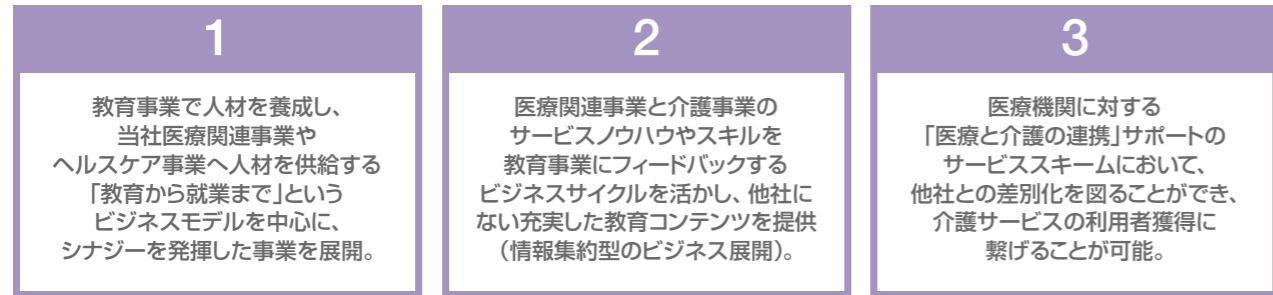 1
教育事業で人材を養成し、
当社医療関連事業や
ヘルスケア事業へ人材を供給する
「教育から就業まで」という
ビジネスモデルを中心に、
シナジーを発揮した事業を展開。
2
医療関連事業と介護事業の
サービスノウハウやスキルを
教育事業にフィードバックする
ビジネスサイクルを活かし、他社に
ない充実した教育コンテンツを提供
（情報集約型のビジネス展開）。
3
医療機関に対する
「医療と介護の連携」サポートの
サービススキームにおいて、
他社との差別化を図ることができ、
介護サービスの利用者獲得に
繋げることが可能。